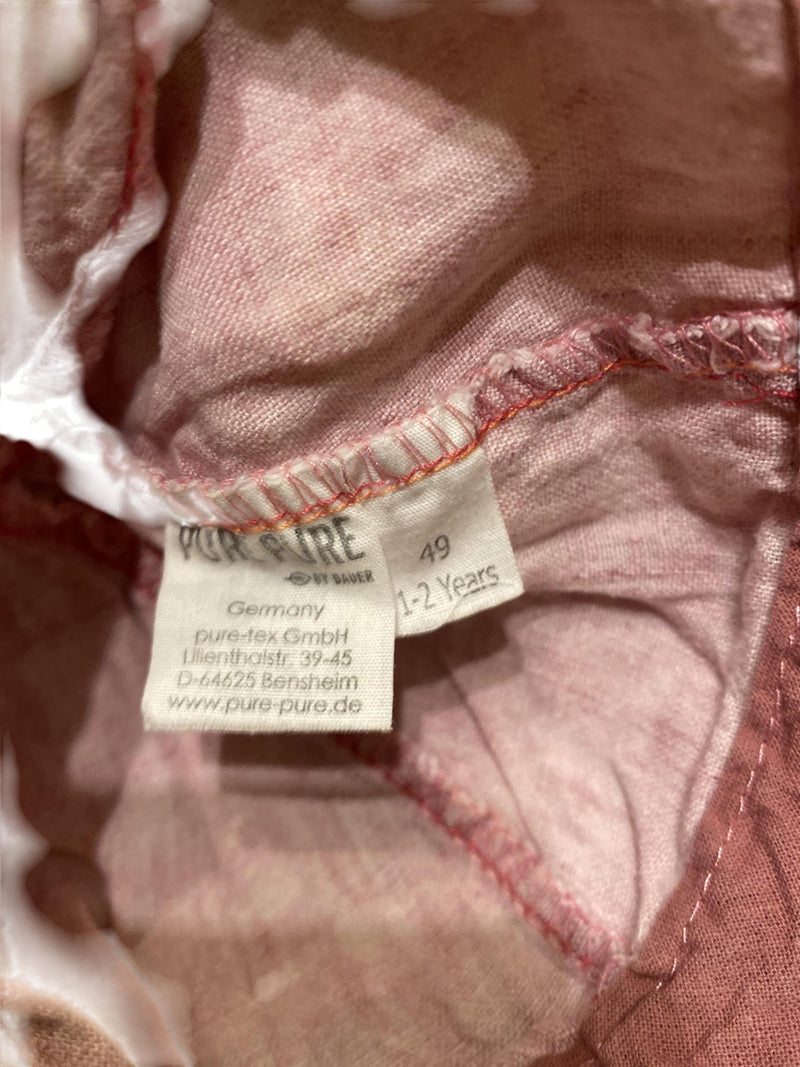 PURE PURE
BY BAUER
Germany
pure-tex GmbH
Lilienthalstr. 39-45
D-64625 Bensheim
www.pure-pure.de
49
1-2 Years